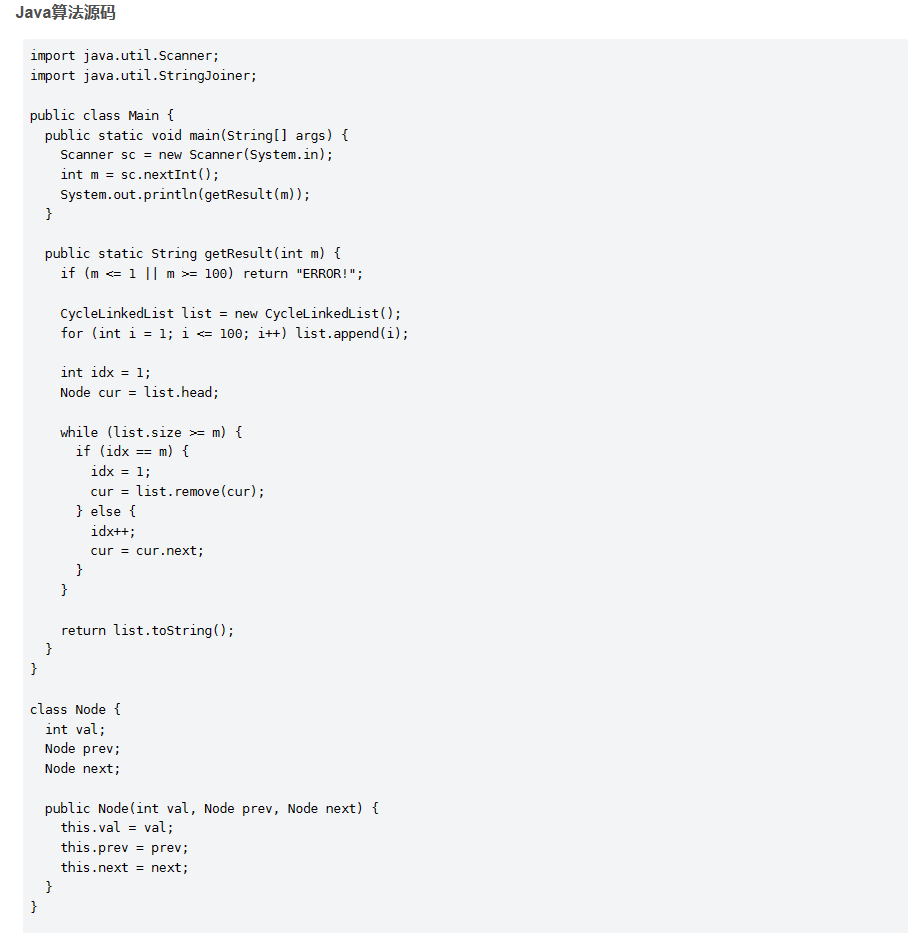 Java算法源码
import java.util.Scanner;
import java.util.StringJoiner;
public class Main {
  public static void main(String[] args) {
    Scanner sc = new Scanner(System.in);
    int m = sc.nextInt();
    System.out.println(getResult(m));
  }
  public static String getResult(int m) {
    if (m <= 1 || m >= 100) return "ERROR!";
    CycleLinkedList list = new CycleLinkedList();
    for (int i = 1; i <= 100; i++) list.append(i);
    int idx = 1;
    Node cur = list.head;
    while (list.size >= m) {
      if (idx == m) {
        idx = 1;
        cur = list.remove(cur);
      } else {
        idx++;
        cur = cur.next;
      }
    }
    return list.toString();
  }
}
class Node {
  int val;
  Node prev;
  Node next;
  public Node(int val, Node prev, Node next) {
    this.val = val;
    this.prev = prev;
    this.next = next;
  }
}